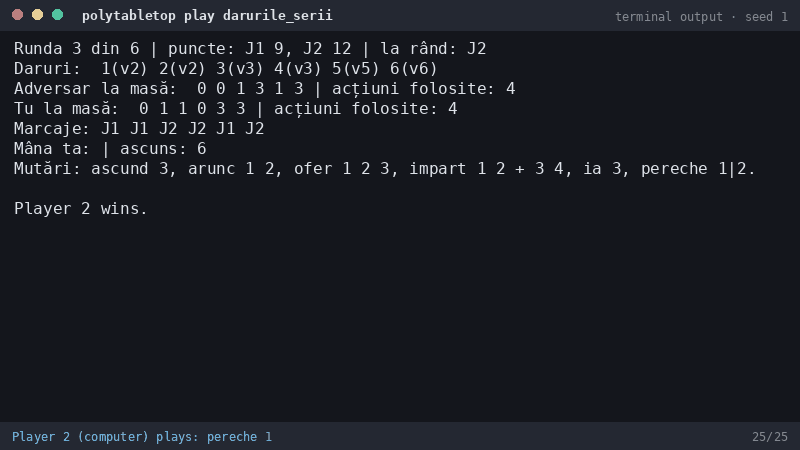 polytabletop play darurile_serii
terminal output · seed 1
Runda 3 din 6 | puncte: J1 9, J2 12 | la rând: J2
Daruri:  1(v2) 2(v2) 3(v3) 4(v3) 5(v5) 6(v6)
Adversar la masă:  0 0 1 3 1 3 | acțiuni folosite: 4
Tu la masă:  0 1 1 0 3 3 | acțiuni folosite: 4
Marcaje: J1 J1 J2 J2 J1 J2
Mâna ta: | ascuns: 6
Mutări: ascund 3, arunc 1 2, ofer 1 2 3, impart 1 2 + 3 4, ia 3, pereche 1|2.
Player 2 wins.
Player 2 (computer) plays: pereche 1
25/25